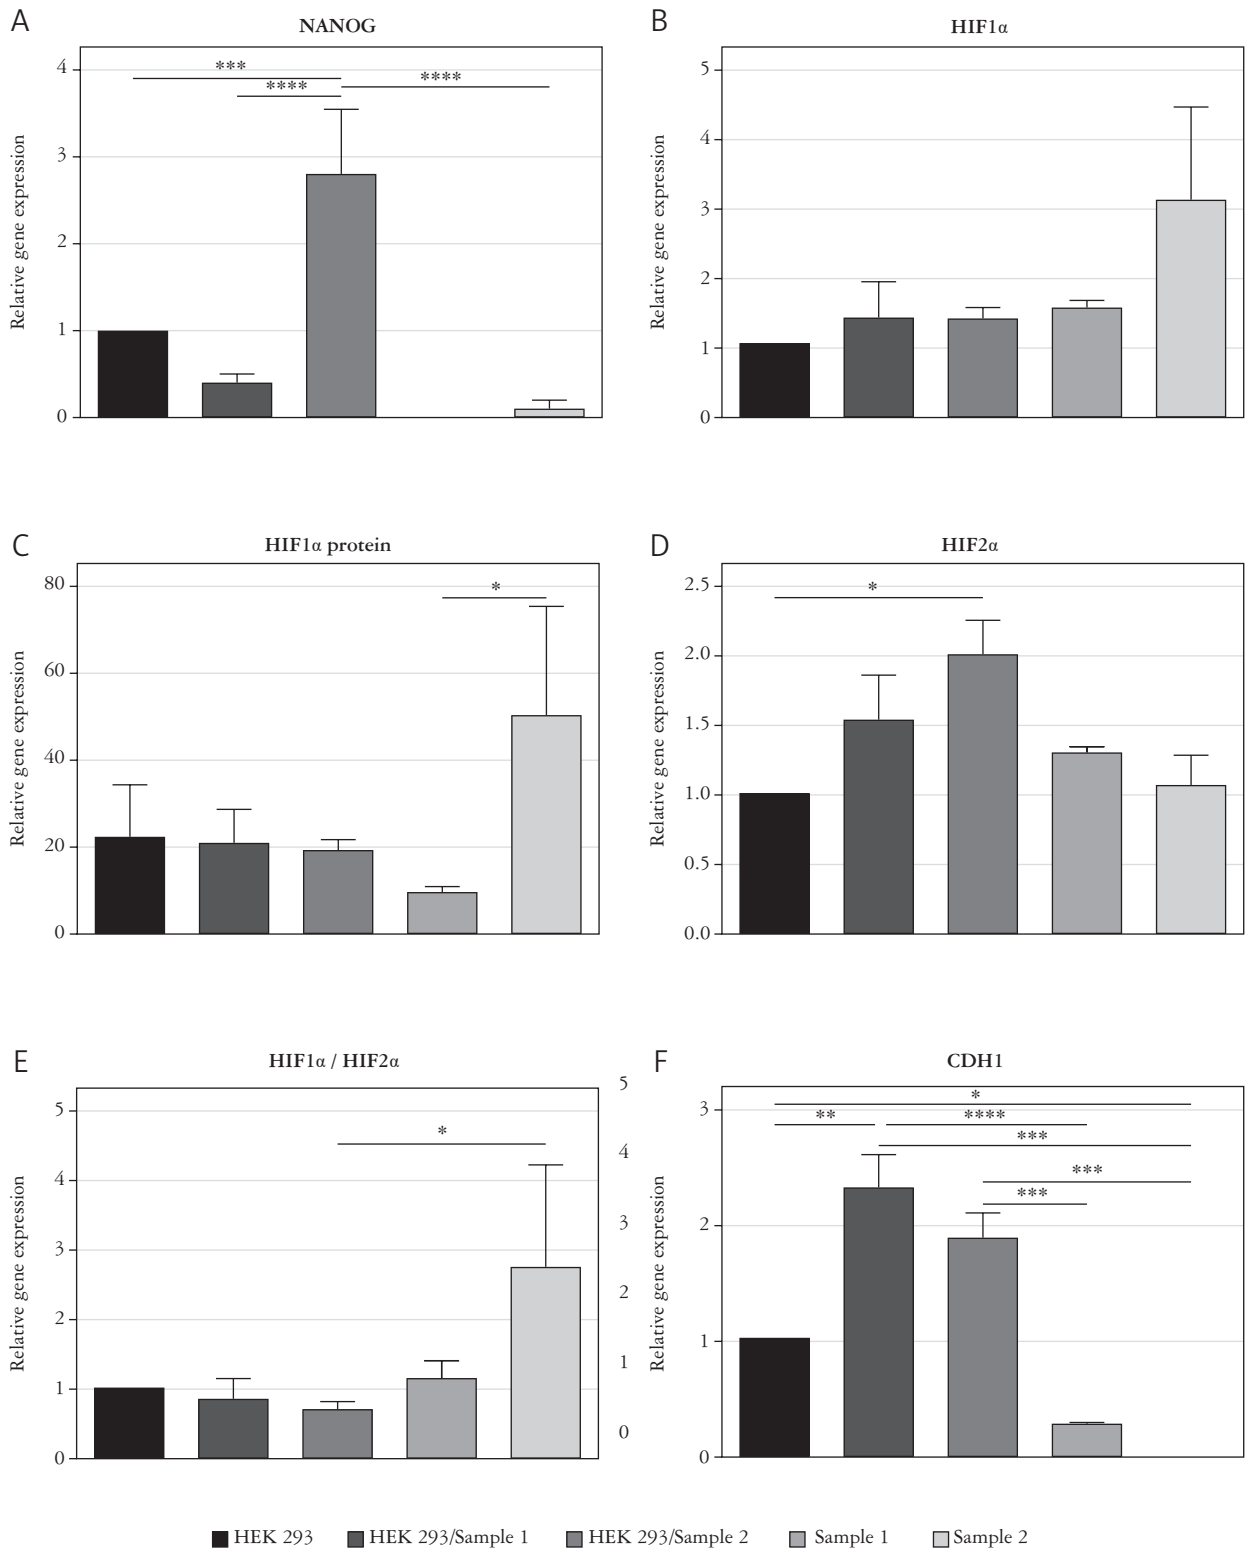 A
NANOG
Relative gene expression
4
3
2
1
0
***
****
****
B
HIF1α
Relative gene expression
5
4
3
2
1
0
C
HIF1α protein
Relative gene expression
80
60
40
20
0
*
D
HIF2α
Relative gene expression
2.5
2.0
1.5
1.0
0.5
0.0
*
E
HIF1α / HIF2α
Relative gene expression
5
4
3
2
1
0
*
5
4
3
2
1
0
F
CDH1
Relative gene expression
3
2
1
0
*
**
****
***
***
***
HEK 293 HEK 293/Sample 1 HEK 293/Sample 2 Sample 1 Sample 2